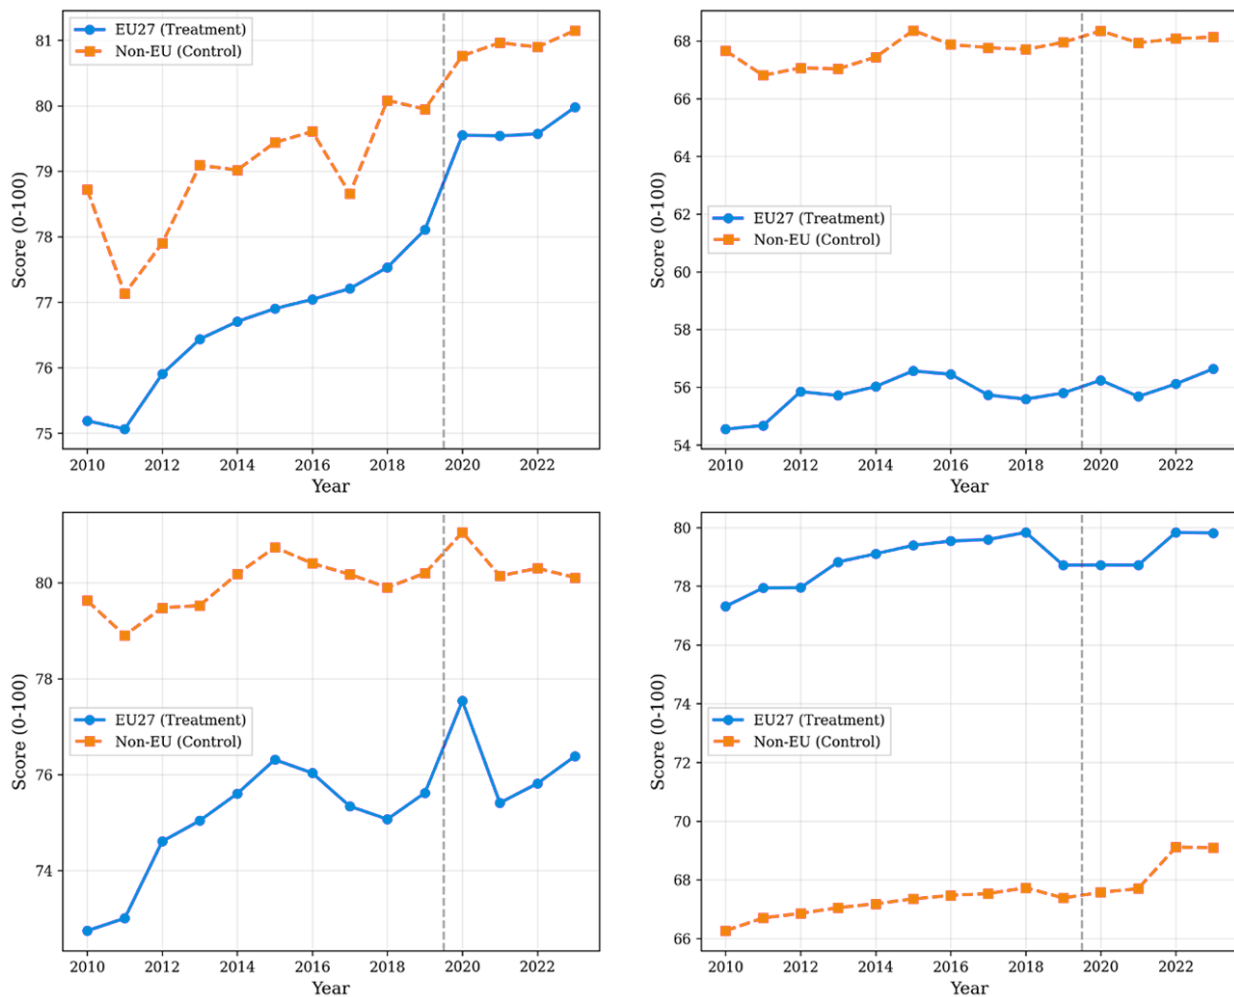 EU27 (Treatment)
Non-EU (Control)
Score (0-100)
81
80
79
78
77
76
75
2010 2012 2014 2016 2018 2020 2022
Year
EU27 (Treatment)
Non-EU (Control)
Score (0-100)
68
66
64
62
60
58
56
54
2010 2012 2014 2016 2018 2020 2022
Year
EU27 (Treatment)
Non-EU (Control)
Score (0-100)
80
78
76
74
2010 2012 2014 2016 2018 2020 2022
Year
EU27 (Treatment)
Non-EU (Control)
Score (0-100)
80
78
76
74
72
70
68
66
2010 2012 2014 2016 2018 2020 2022
Year